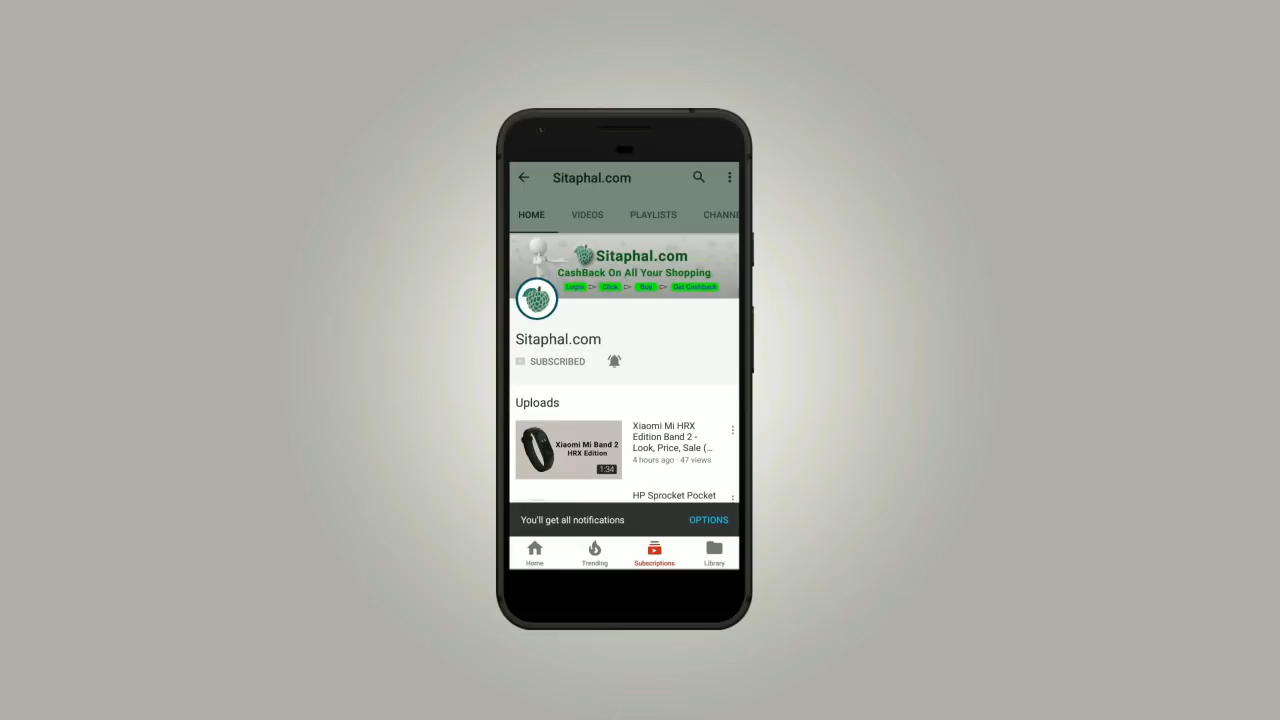 Sitaphal.com
HOME VIDEOS PLAYLISTS CHANNE
Sitaphal.com
CashBack On All Your Shopping
Login Click Buy Get Cashback
Sitaphal.com
SUBSCRIBED
Uploads
Xiaomi Mi Band 2
HRX Edition
1:34
Xiaomi Mi HRX
Edition Band 2 -
Look, Price, Sale (...
4 hours ago · 47 views
HP Sprocket Pocket
You'll get all notifications OPTIONS
Home Trending Subscriptions Library